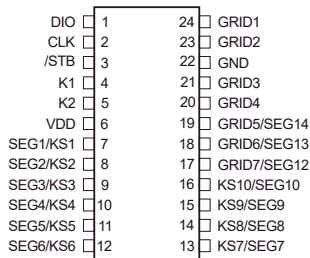 DIO 1 24 GRID1
CLK 2 23 GRID2
/STB 3 22 GND
K1 4 21 GRID3
K2 5 20 GRID4
VDD 6 19 GRID5/SEG14
SEG1/KS1 7 18 GRID6/SEG13
SEG2/KS2 8 17 GRID7/SEG12
SEG3/KS3 9 16 KS10/SEG10
SEG4/KS4 10 15 KS9/SEG9
SEG5/KS5 11 14 KS8/SEG8
SEG6/KS6 12 13 KS7/SEG7